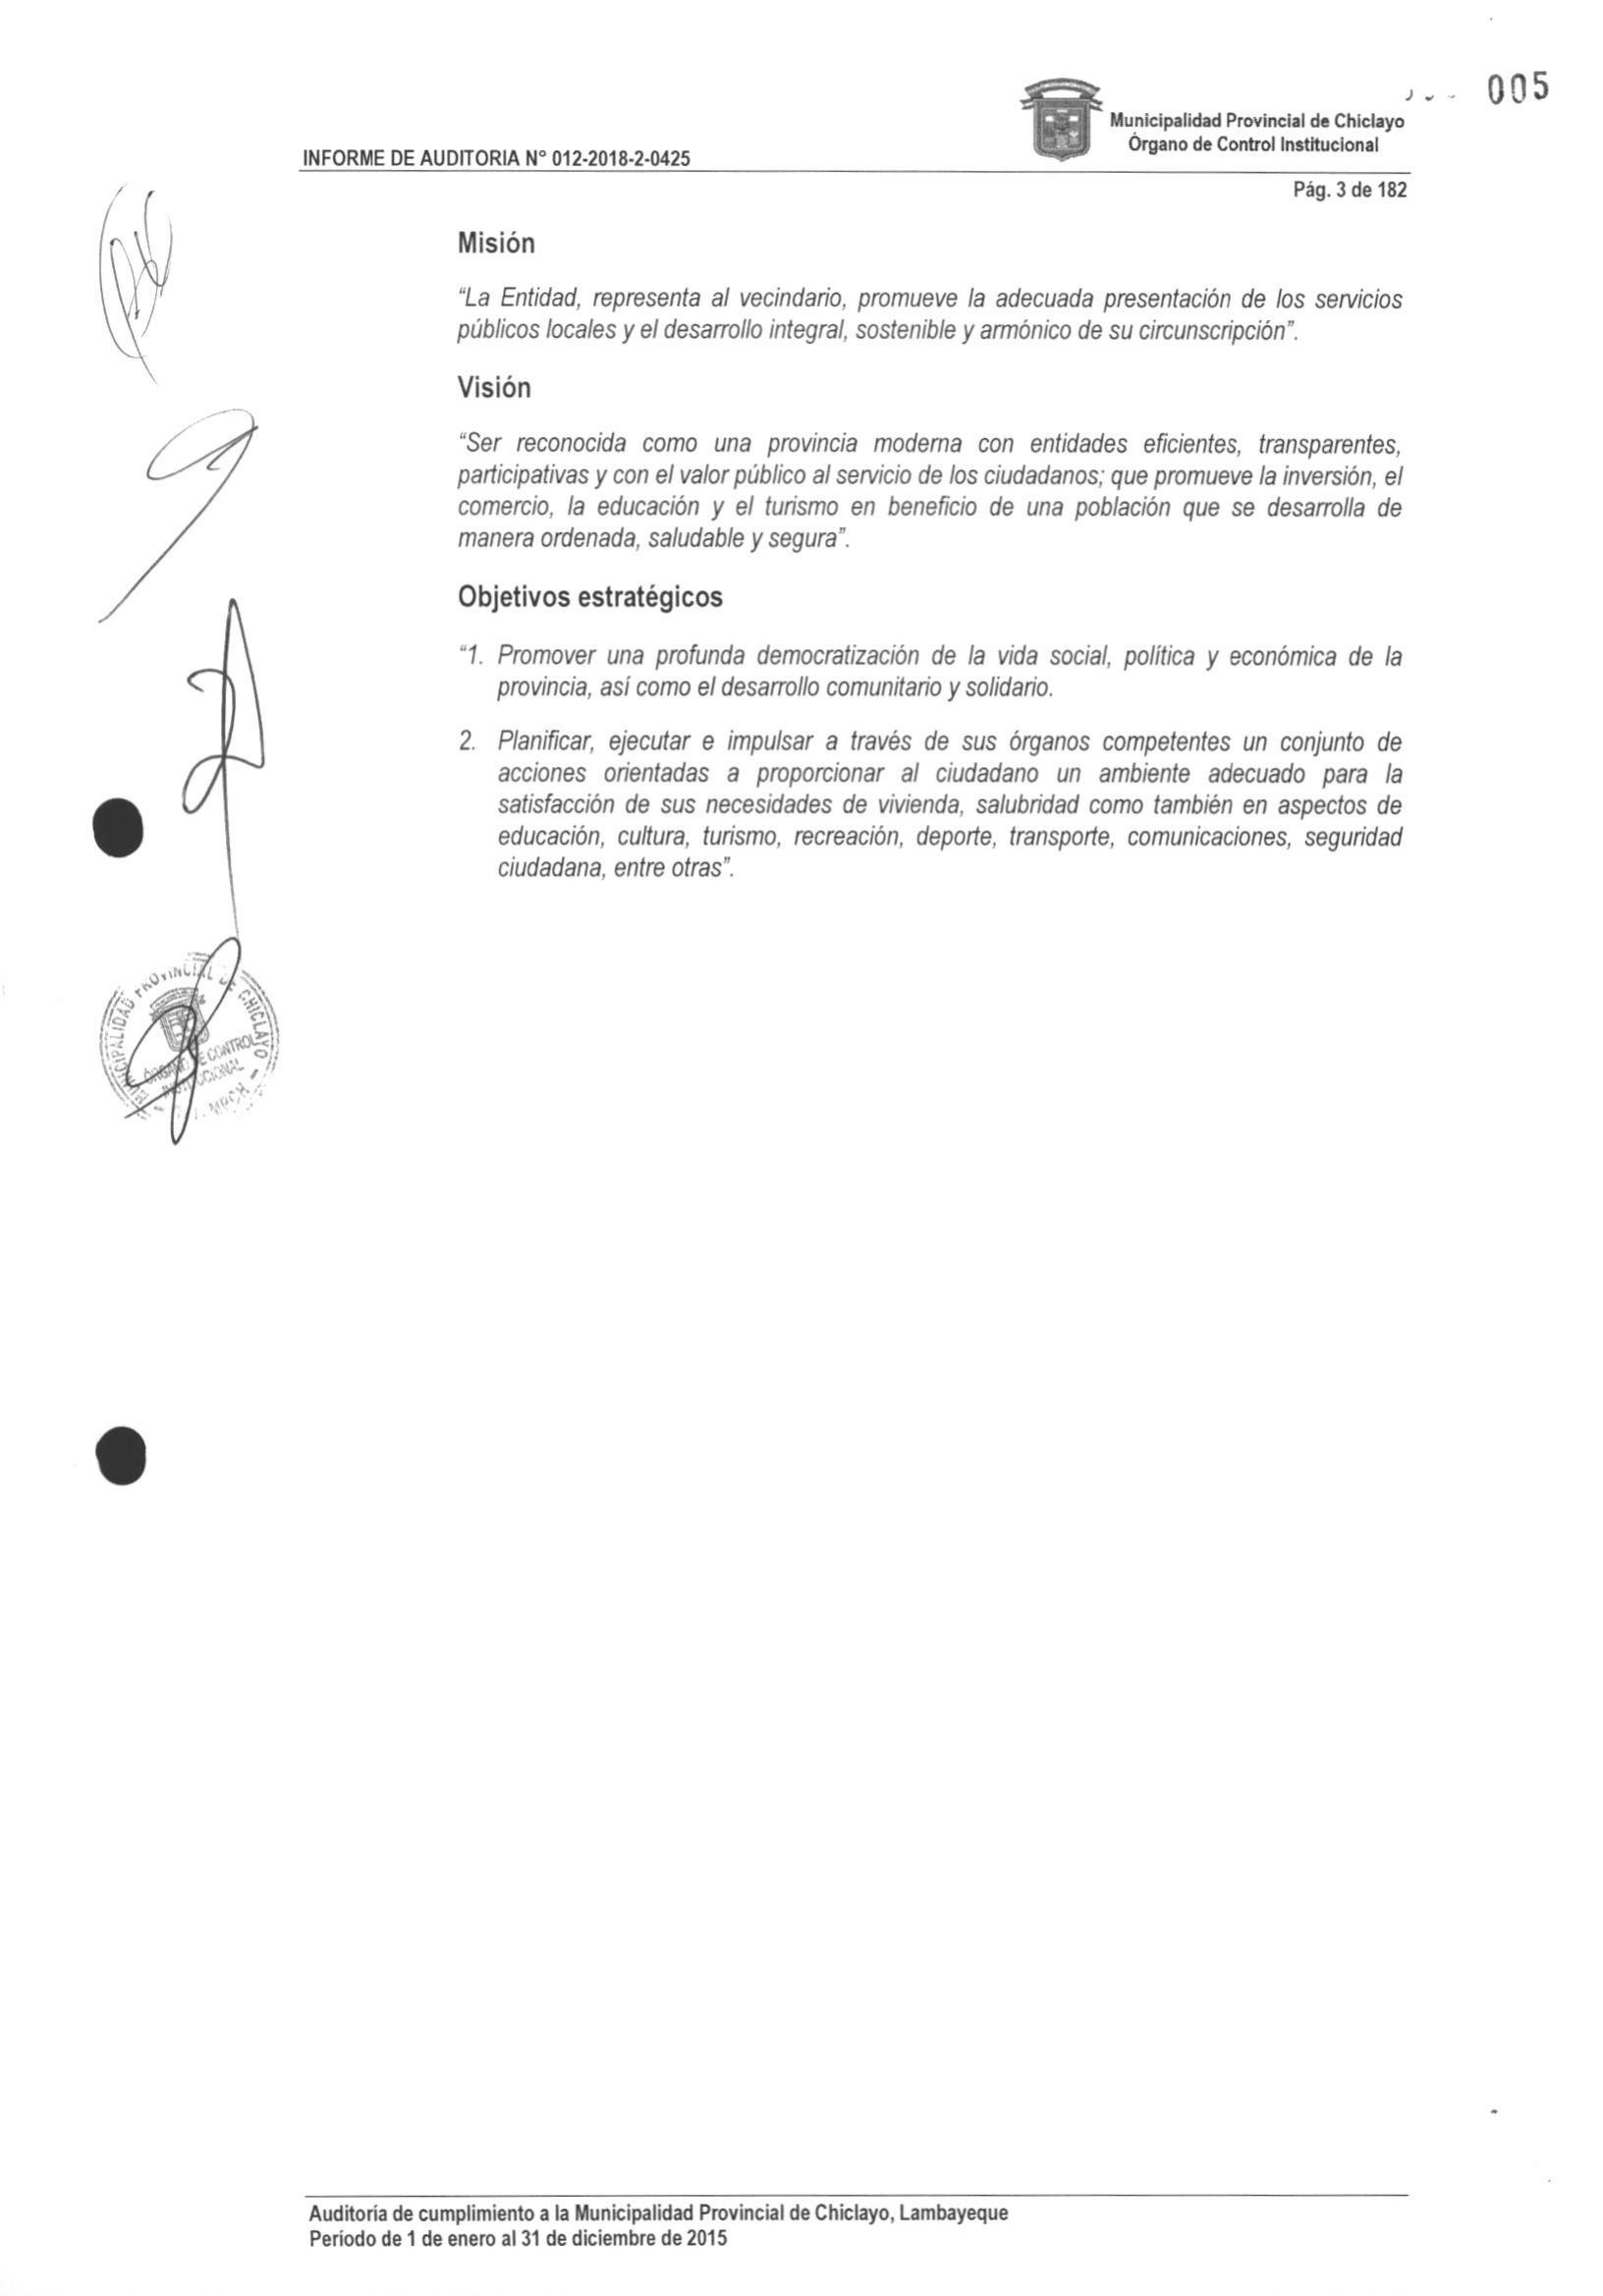 005
Municipalidad Provincial de Chiclayo
Órgano de Control Institucional
INFORME DE AUDITORIA N° 012-2018-2-0425
Pág. 3 de 182
Misión
“La Entidad, representa al vecindario, promueve la adecuada presentación de los servicios
públicos locales y el desarrollo integral, sostenible y armónico de su circunscripción”.
Visión
“Ser reconocida como una provincia moderna con entidades eficientes, transparentes,
participativas y con el valor público al servicio de los ciudadanos; que promueve la inversión, el
comercio, la educación y el turismo en beneficio de una población que se desarrolla de
manera ordenada, saludable y segura”.
Objetivos estratégicos
“1. Promover una profunda democratización de la vida social, política y económica de la
provincia, así como el desarrollo comunitario y solidario.
2. Planificar, ejecutar e impulsar a través de sus órganos competentes un conjunto de
acciones orientadas a proporcionar al ciudadano un ambiente adecuado para la
satisfacción de sus necesidades de vivienda, salubridad como también en aspectos de
educación, cultura, turismo, recreación, deporte, transporte, comunicaciones, seguridad
ciudadana, entre otras”.
PROVINCIAL DE CHICLAYO
CONTROL
Auditoría de cumplimiento a la Municipalidad Provincial de Chiclayo, Lambayeque
Período de 1 de enero al 31 de diciembre de 2015